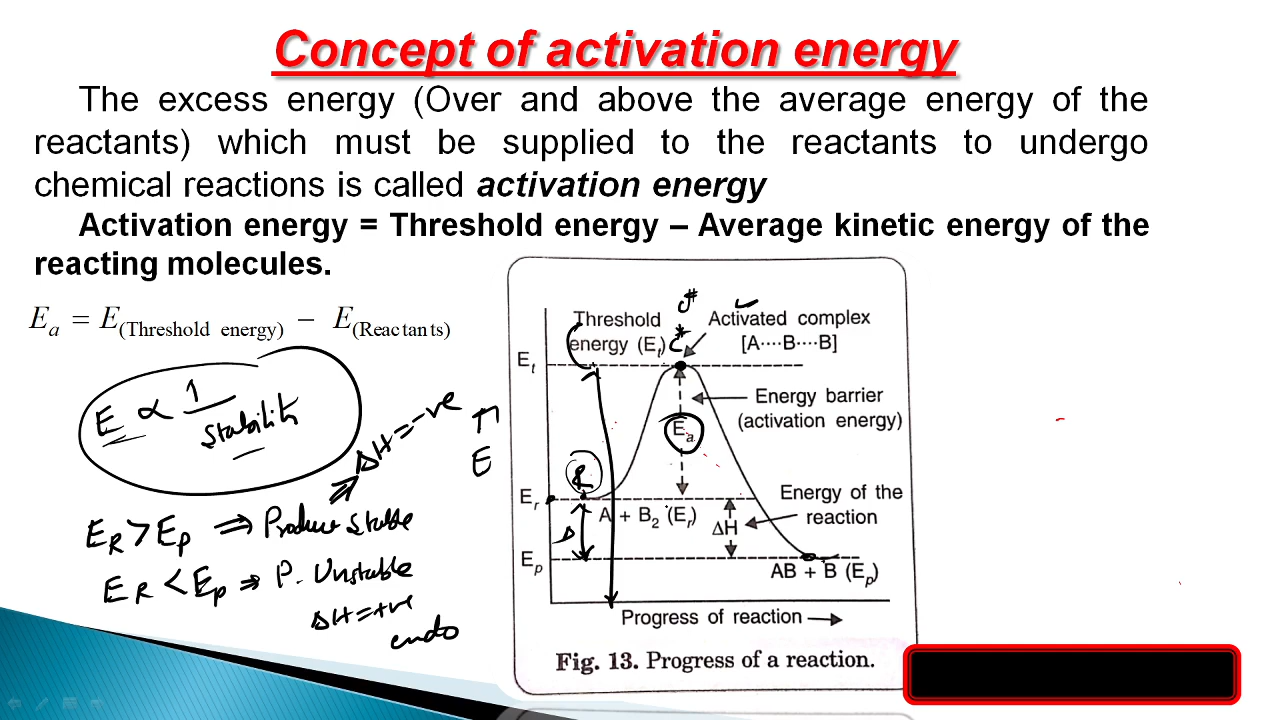 Concept of activation energy
The excess energy (Over and above the average energy of the
reactants) which must be supplied to the reactants to undergo
chemical reactions is called activation energy
Activation energy = Threshold energy – Average kinetic energy of the
reacting molecules.
Eₐ = E(Threshold energy) − E(Reactants)
E ∝ 1/stability
ER > Ep ⇒ Produce stable
ΔH = -ve
ER < Ep ⇒ P. Unstable
ΔH = +ve
endo
E
C*
Threshold
energy (Et)
C*
Activated complex
[A····B····B]
Et
Energy barrier
(activation energy)
Ea
R
Er
A + B₂ (Er)
ΔH
Energy of the
reaction
Ep
AB + B (Ep)
Progress of reaction
Fig. 13. Progress of a reaction.